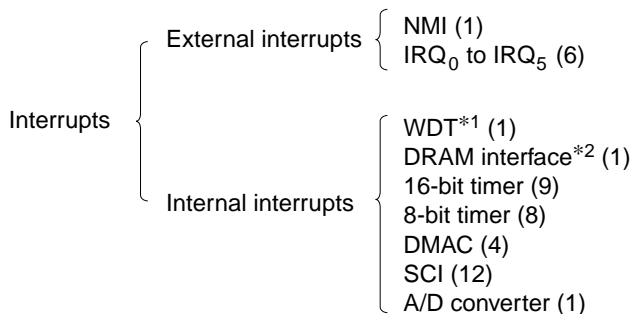 Interrupts
External interrupts
NMI (1)
IRQ0 to IRQ5 (6)
Internal interrupts
WDT*1 (1)
DRAM interface*2 (1)
16-bit timer (9)
8-bit timer (8)
DMAC (4)
SCI (12)
A/D converter (1)